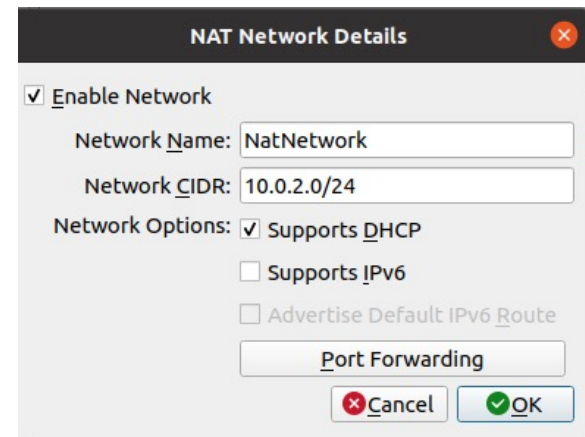 NAT Network Details
Enable Network
Network Name: NatNetwork
Network CIDR: 10.0.2.0/24
Network Options: Supports DHCP
Supports IPv6
Advertise Default IPv6 Route
Port Forwarding
Cancel OK